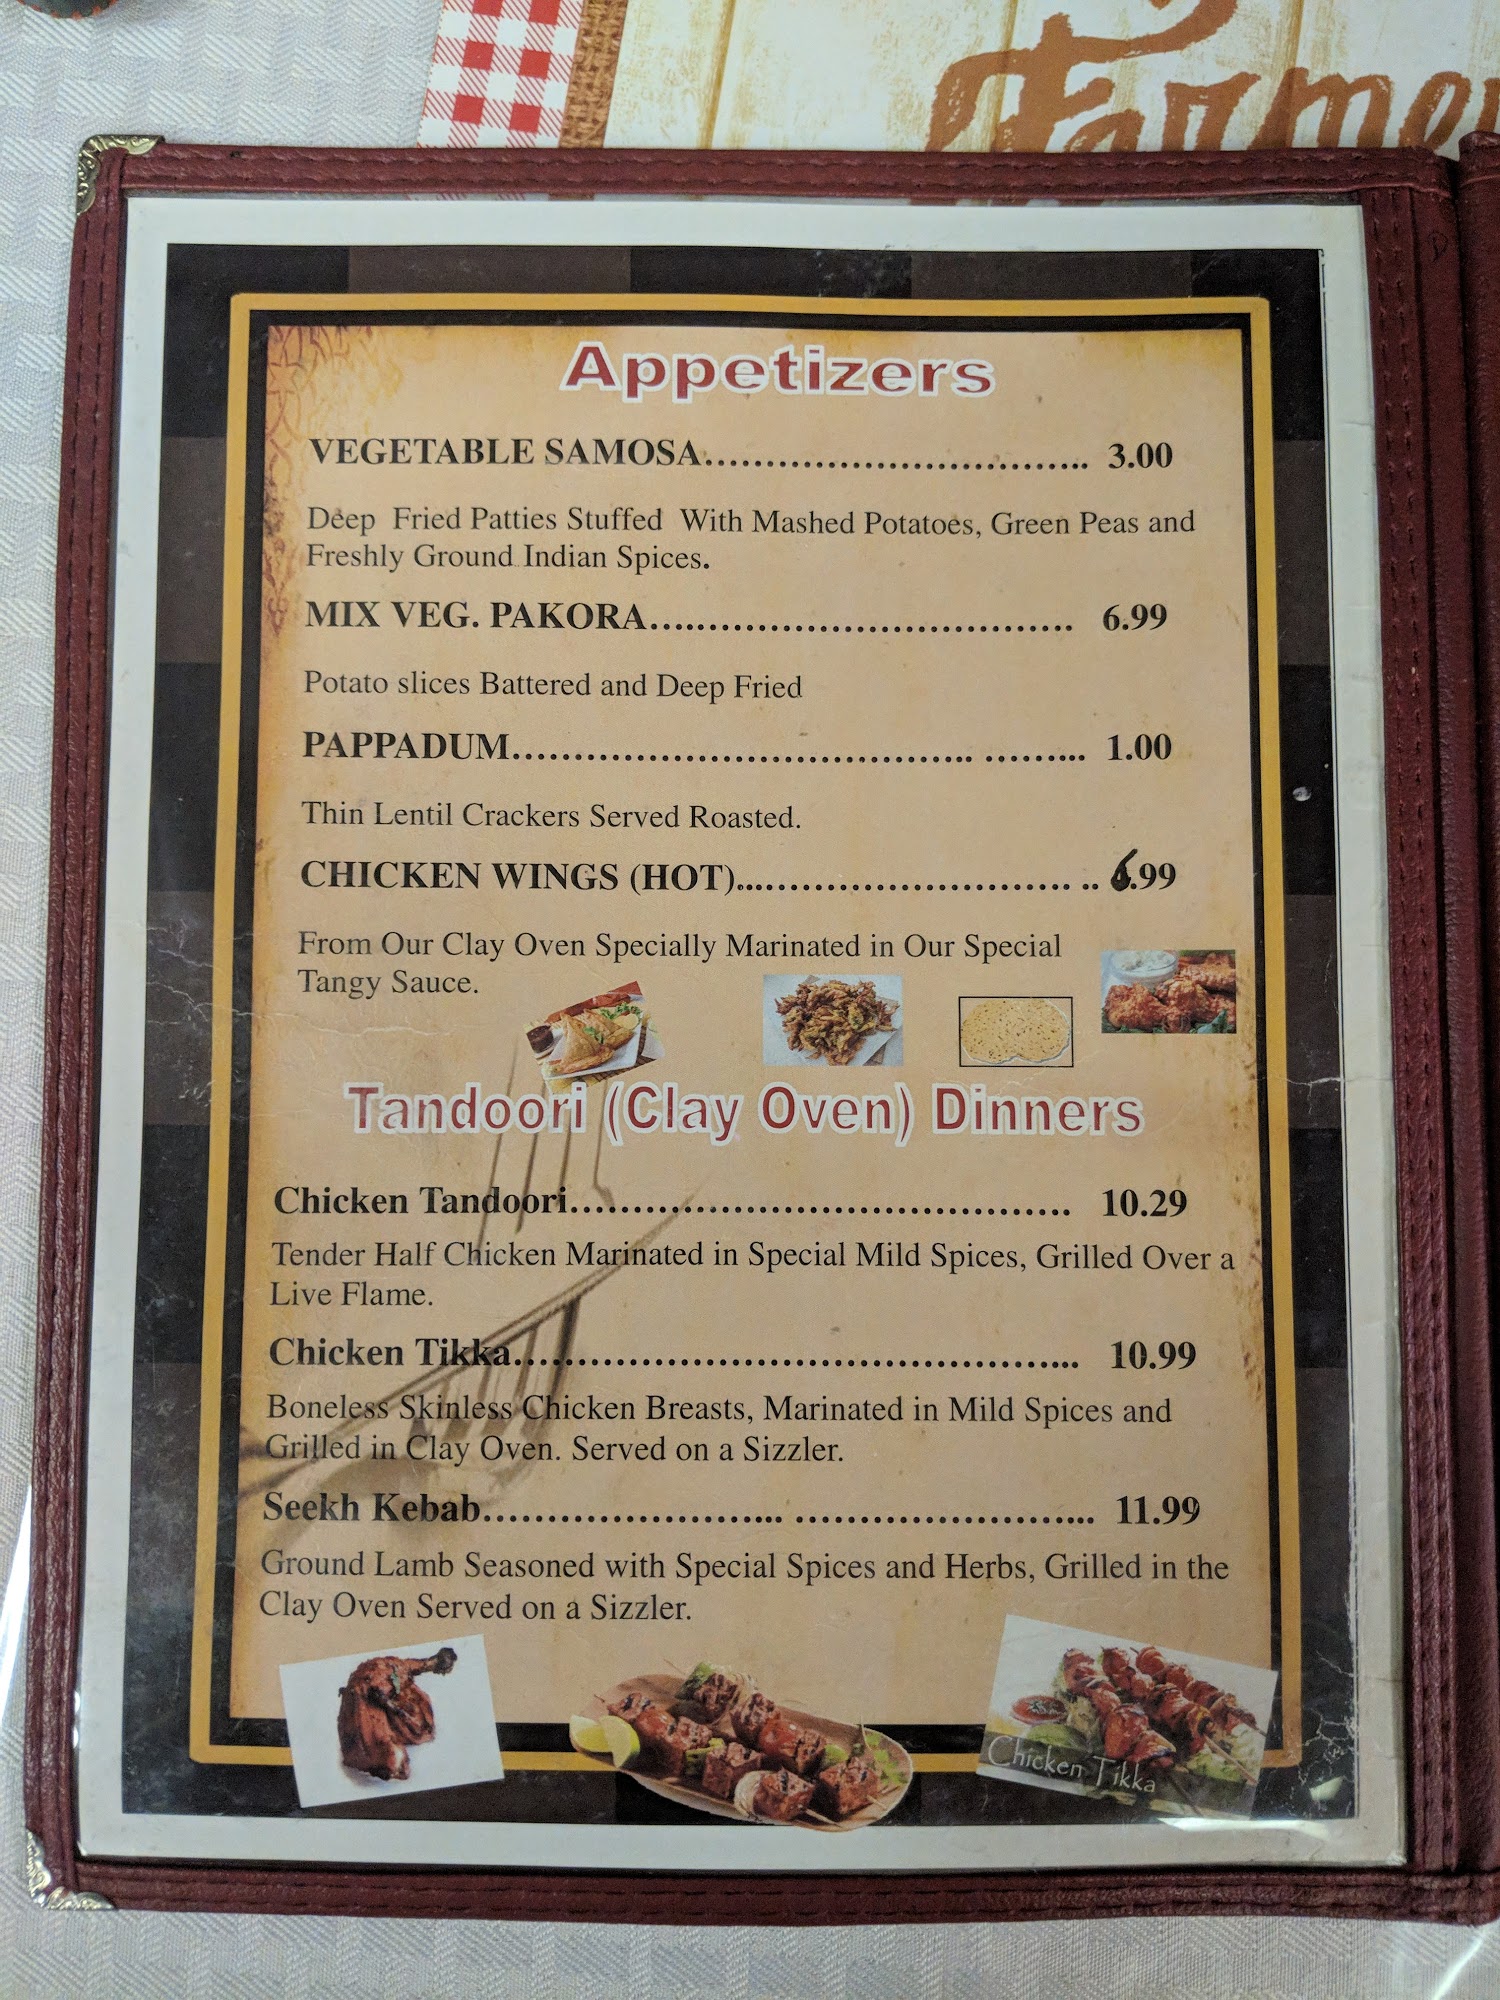 Farmer
Appetizers
VEGETABLE SAMOSA…………………………….. 3.00
Deep Fried Patties Stuffed With Mashed Potatoes, Green Peas and
Freshly Ground Indian Spices.
MIX VEG. PAKORA…..……………………………… 6.99
Potato slices Battered and Deep Fried
PAPPADUM………………………………….. ……….. 1.00
Thin Lentil Crackers Served Roasted.
CHICKEN WINGS (HOT)...………………………. .. 6.99
From Our Clay Oven Specially Marinated in Our Special
Tangy Sauce.
Tandoori (Clay Oven) Dinners
Chicken Tandoori…………………………………… 10.29
Tender Half Chicken Marinated in Special Mild Spices, Grilled Over a
Live Flame.
Chicken Tikka……………………………………….... 10.99
Boneless Skinless Chicken Breasts, Marinated in Mild Spices and
Grilled in Clay Oven. Served on a Sizzler.
Seekh Kebab…………………….... …………………….... 11.99
Ground Lamb Seasoned with Special Spices and Herbs, Grilled in the
Clay Oven Served on a Sizzler.
Chicken Tikka